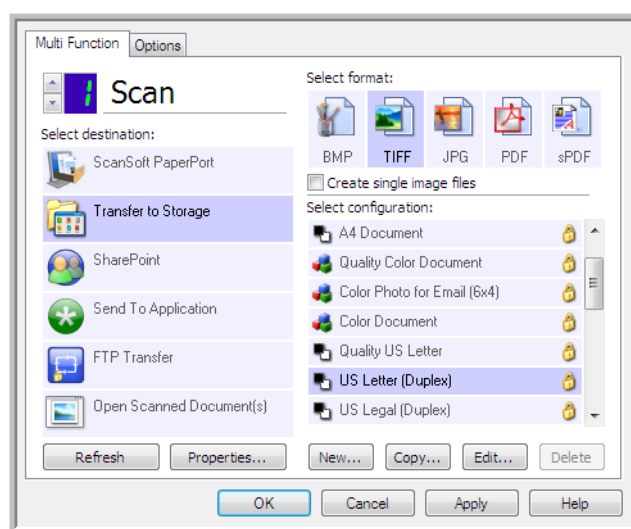 Multi Function
Options
1
Scan
Select destination:
ScanSoft PaperPort
Transfer to Storage
SharePoint
Send To Application
FTP Transfer
Open Scanned Document(s)
Refresh
Properties...
Select format:
BMP
TIFF
JPG
PDF
sPDF
Create single image files
Select configuration:
A4 Document
Quality Color Document
Color Photo for Email (6x4)
Color Document
Quality US Letter
US Letter (Duplex)
US Legal (Duplex)
New...
Copy...
Edit...
Delete
OK
Cancel
Apply
Help